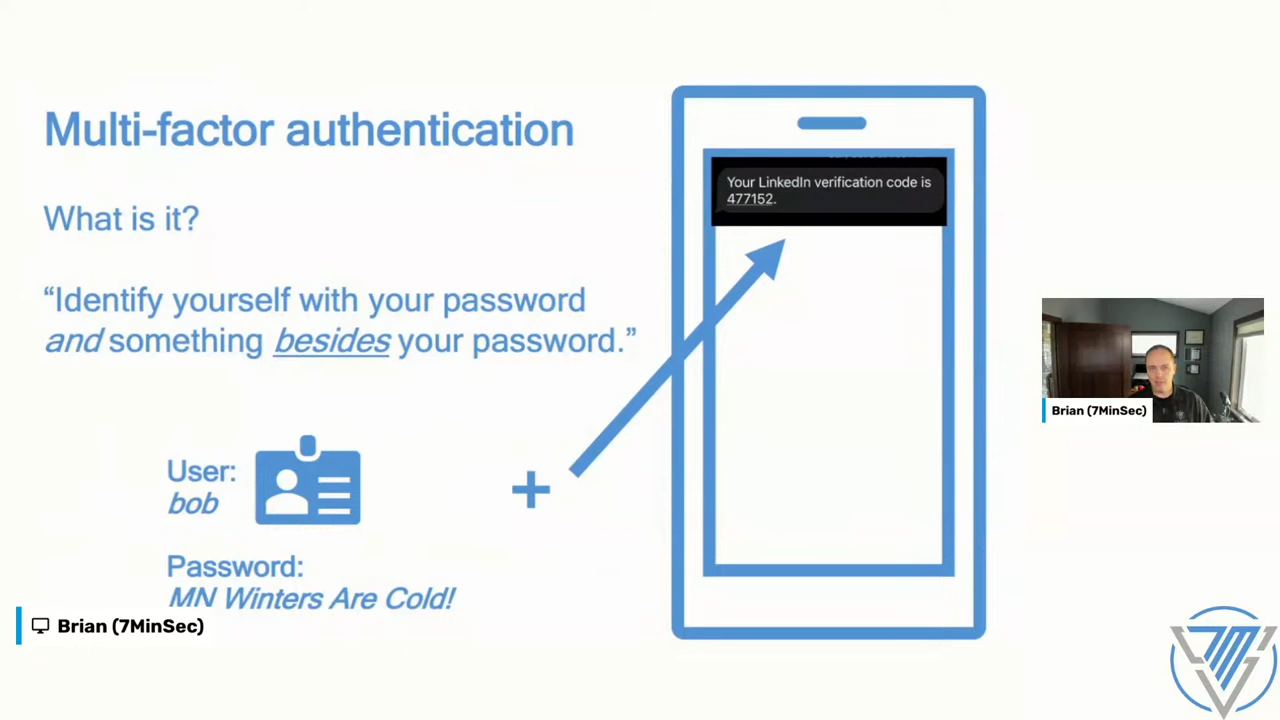 Multi-factor authentication
What is it?
“Identify yourself with your password
and something besides your password.”
User:
bob
Password:
MN Winters Are Cold!
+
Your LinkedIn verification code is
477152.
Brian (7MinSec)
Brian (7MinSec)
7MS